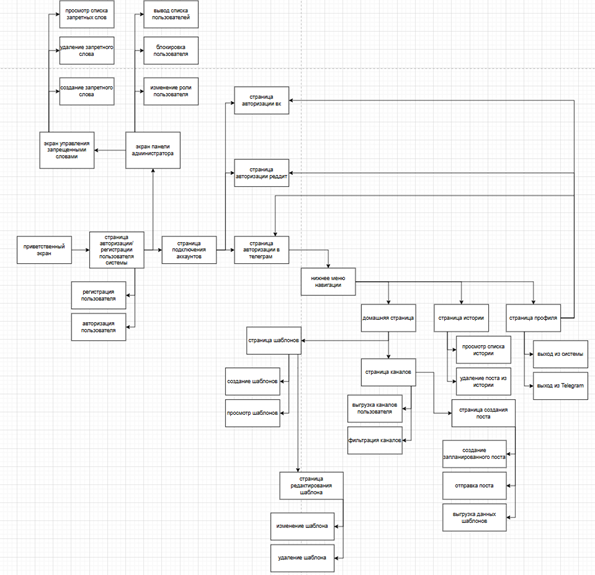 просмотр списка
запретных слов
вывод списка
пользователей
удаление запретного
слова
блокировка
пользователя
создание запретного
слова
изменение роли
пользователя
страница
авторизации вк
экран управления
запрещенными
словами
экран панели
администратора
страница
авторизации реддит
приветственный
экран
страница
авторизации/
регистрации
пользователя
системы
страница
подключения
аккаунтов
страница
авторизации в
телеграм
нижнее меню
навигации
регистрация
пользователя
авторизация
пользователя
домашняя страница
страница истории
страница профиля
страница шаблонов
просмотр списка
истории
выход из системы
страница каналов
создание шаблонов
удаление поста из
истории
выход из Telegram
просмотр шаблонов
выгрузка каналов
пользователя
страница создания
поста
фильтрация каналов
создание
запланированного поста
страница
редактирования
шаблона
отправка поста
изменение шаблона
выгрузка данных
шаблонов
удаление шаблона